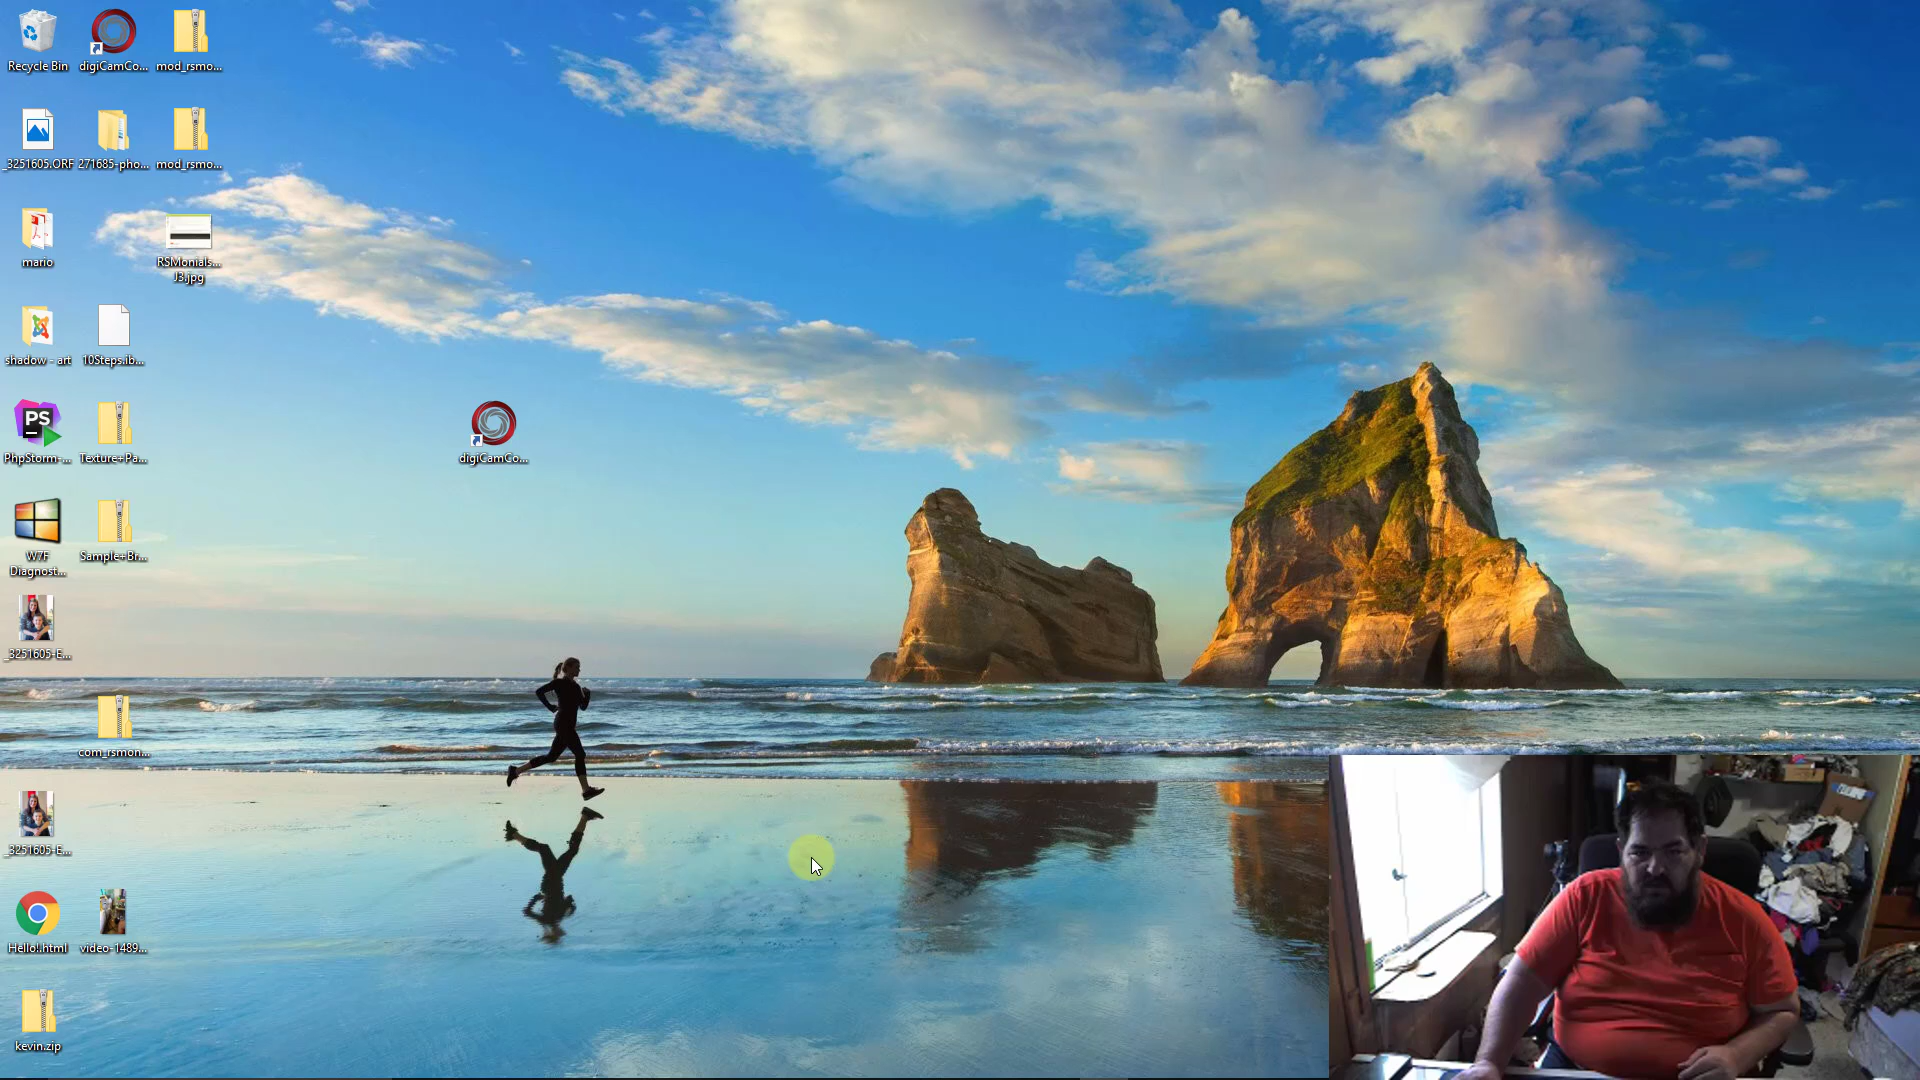 Recycle Bin
digiCamCo...
mod_rsmo...
_3251605.ORF
271685-pho...
mod_rsmo...
mario
RSMonials...
J3.jpg
shadow - art
10Steps.ib...
PS
PhpStorm-...
Texture+Pa...
digiCamCo...
W7F
Diagnost...
Sample+Br...
_3251605-E...
com_rsmon...
_3251605-E...
Hello!.html
video-1489...
kevin.zip